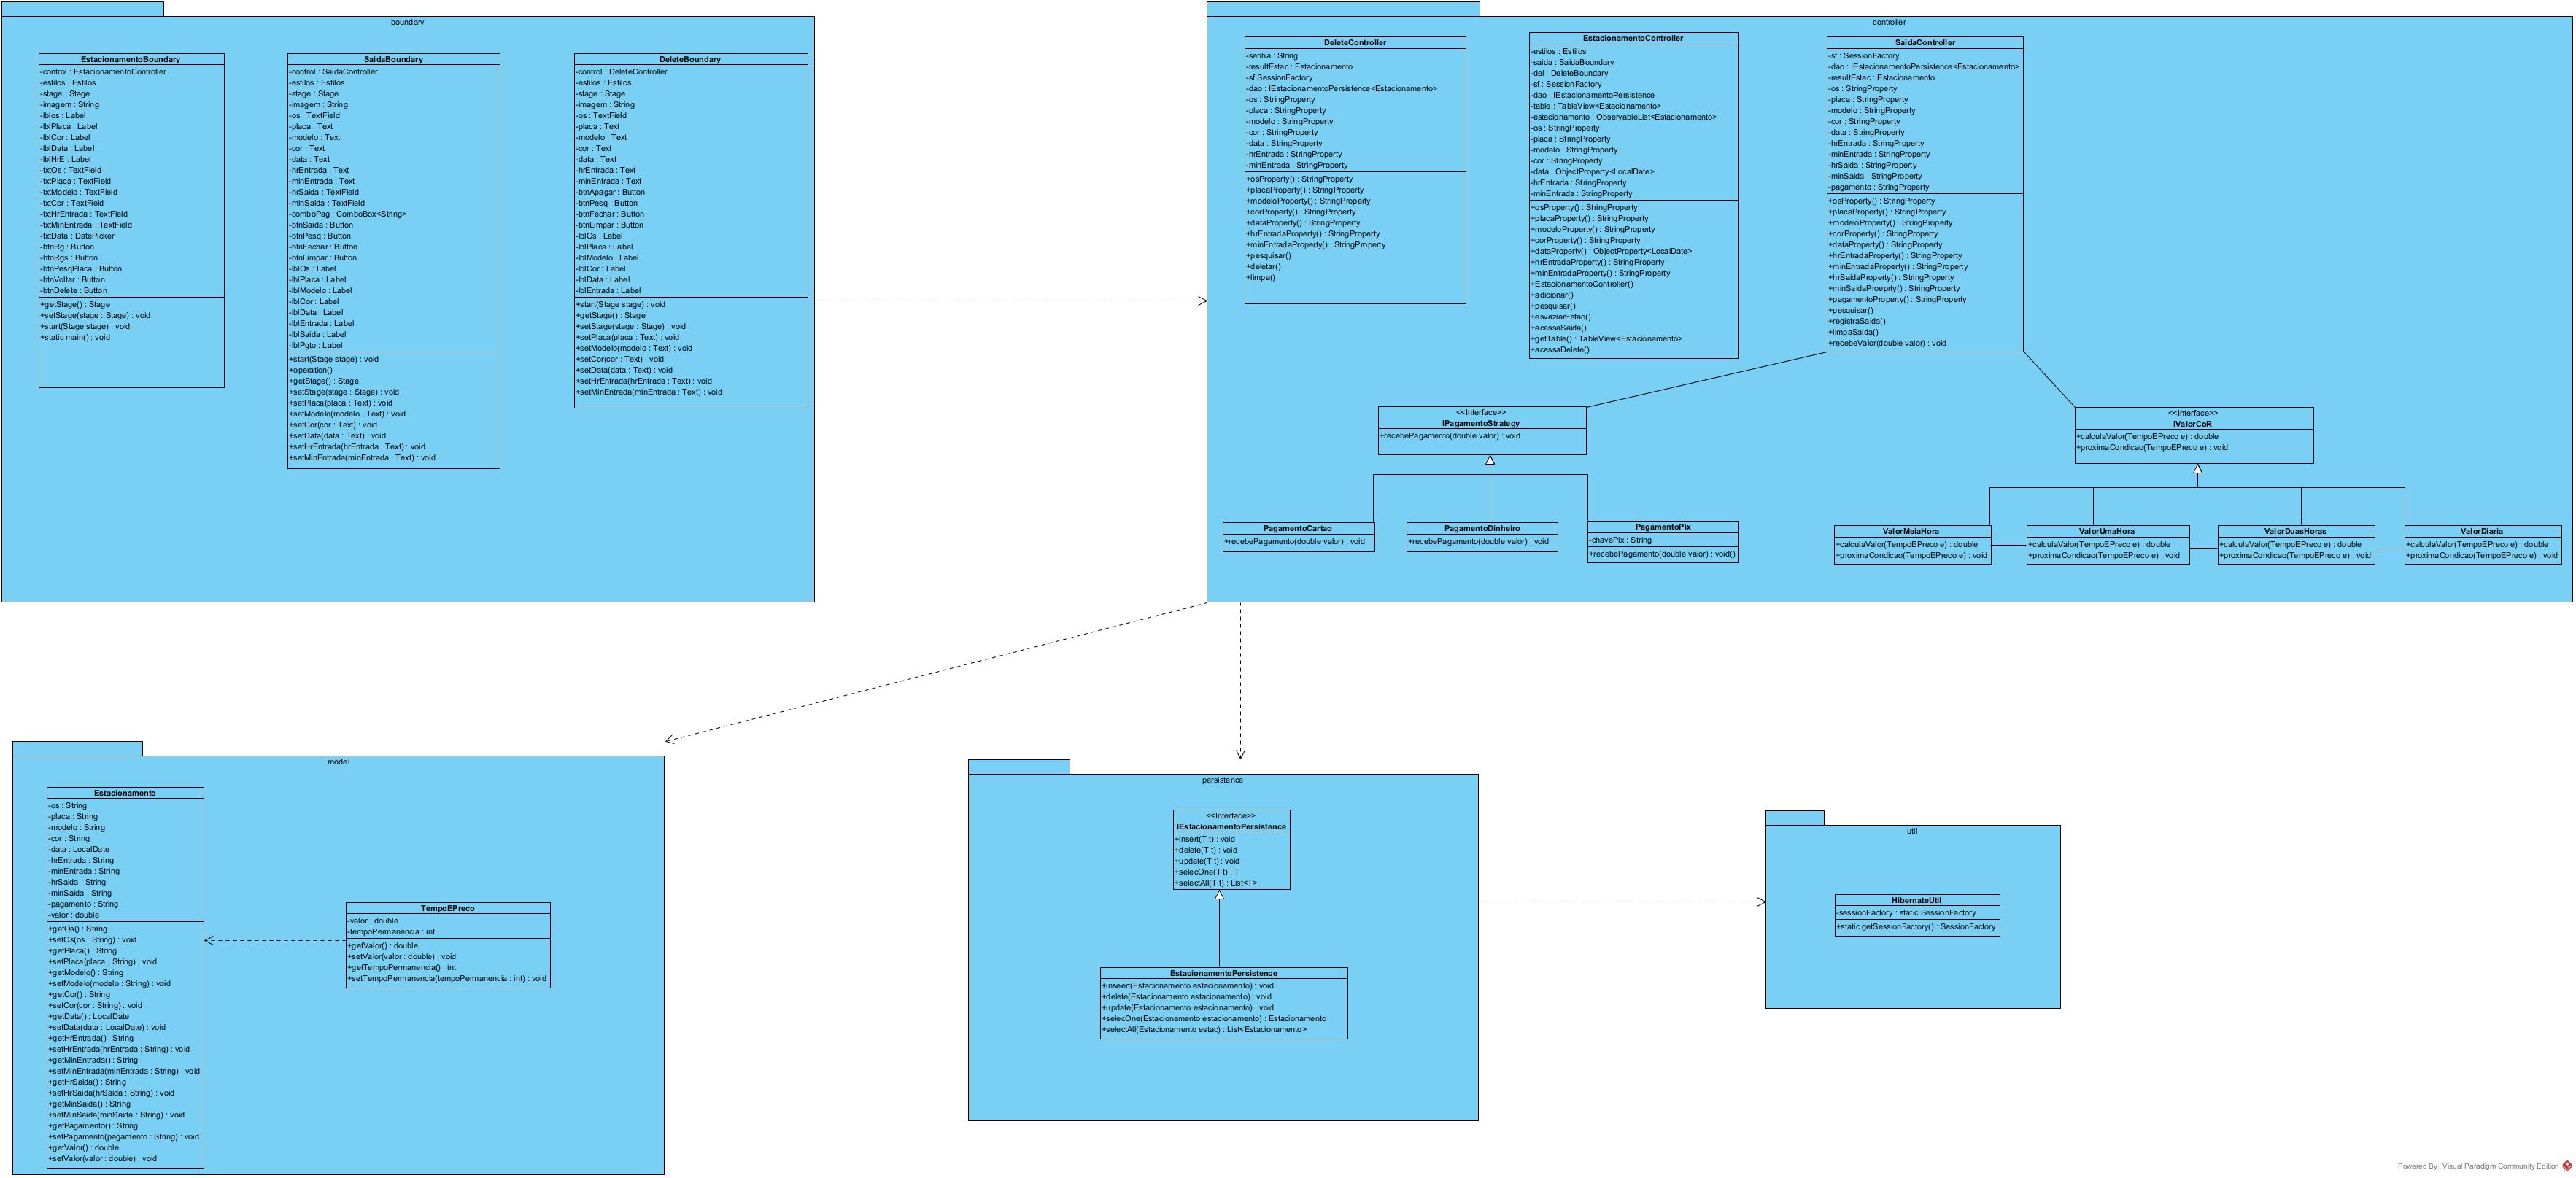 boundary
EstacionamentoBoundary
-control : EstacionamentoController
-estilos : Estilos
-stage : Stage
-imagem : String
-lblos : Label
-lblPlaca : Label
-lblCor : Label
-lblData : Label
-lblHrE : Label
-txtOs : TextField
-txtPlaca : TextField
-txtModelo : TextField
-txtCor : TextField
-txtHrEntrada : TextField
-txtMinEntrada : TextField
-txtData : DatePicker
-btnRg : Button
-btnRgs : Button
-btnPesqPlaca : Button
-btnVoltar : Button
-btnDelete : Button
+getStage() : Stage
+setStage(stage : Stage) : void
+start(Stage stage) : void
+static main() : void
SaidaBoundary
-control : SaidaController
-estilos : Estilos
-stage : Stage
-imagem : String
-os : TextField
-placa : Text
-modelo : Text
-cor : Text
-data : Text
-hrEntrada : Text
-minEntrada : Text
-hrSaida : TextField
-minSaida : TextField
-comboPag : ComboBox<String>
-btnSaida : Button
-btnPesq : Button
-btnFechar : Button
-btnLimpar : Button
-lblOs : Label
-lblPlaca : Label
-lblModelo : Label
-lblCor : Label
-lblData : Label
-lblEntrada : Label
-lblSaida : Label
-lblPgto : Label
+start(Stage stage) : void
+operation()
+getStage() : Stage
+setStage(stage : Stage) : void
+setPlaca(placa : Text) : void
+setModelo(modelo : Text) : void
+setCor(cor : Text) : void
+setData(data : Text) : void
+setHrEntrada(hrEntrada : Text) : void
+setMinEntrada(minEntrada : Text) : void
DeleteBoundary
-control : DeleteController
-estilos : Estilos
-stage : Stage
-imagem : String
-os : TextField
-placa : Text
-modelo : Text
-cor : Text
-data : Text
-hrEntrada : Text
-minEntrada : Text
-btnApagar : Button
-btnPesq : Button
-btnFechar : Button
-btnLimpar : Button
-lblOs : Label
-lblPlaca : Label
-lblModelo : Label
-lblCor : Label
-lblData : Label
-lblEntrada : Label
+start(Stage stage) : void
+getStage() : Stage
+setStage(stage : Stage) : void
+setPlaca(placa : Text) : void
+setModelo(modelo : Text) : void
+setCor(cor : Text) : void
+setData(data : Text) : void
+setHrEntrada(hrEntrada : Text) : void
+setMinEntrada(minEntrada : Text) : void
controller
DeleteController
-senha : String
-resultEstac : Estacionamento
-sf SessionFactory
-dao : IEstacionamentoPersistence<Estacionamento>
-os : StringProperty
-placa : StringProperty
-modelo : StringProperty
-cor : StringProperty
-data : StringProperty
-hrEntrada : StringProperty
-minEntrada : StringProperty
+osProperty() : StringProperty
+placaProperty() : StringProperty
+modeloProperty() : StringProperty
+corProperty() : StringProperty
+dataProperty() : StringProperty
+hrEntradaProperty() : StringProperty
+minEntradaProperty() : StringProperty
+pesquisar()
+deletar()
+limpa()
EstacionamentoController
-estilos : Estilos
-saida : SaidaBoundary
-del : DeleteBoundary
-sf : SessionFactory
-dao : IEstacionamentoPersistence
-table : TableView<Estacionamento>
-estacionamento : ObservableList<Estacionamento>
-os : StringProperty
-placa : StringProperty
-modelo : StringProperty
-cor : StringProperty
-data : ObjectProperty<LocalDate>
-hrEntrada : StringProperty
-minEntrada : StringProperty
+osProperty() : StringProperty
+placaProperty() : StringProperty
+modeloProperty() : StringProperty
+corProperty() : StringProperty
+dataProperty() : ObjectProperty<LocalDate>
+hrEntradaProperty() : StringProperty
+minEntradaProperty() : StringProperty
+EstacionamentoController()
+adicionar()
+pesquisar()
+esvaziarEstac()
+acessaSaida()
+getTable() : TableView<Estacionamento>
+acessaDelete()
SaidaController
-sf : SessionFactory
-dao : IEstacionamentoPersistence<Estacionamento>
-resultEstac : Estacionamento
-os : StringProperty
-placa : StringProperty
-modelo : StringProperty
-cor : StringProperty
-data : StringProperty
-hrEntrada : StringProperty
-minEntrada : StringProperty
-hrSaida : StringProperty
-minSaida : StringProperty
-pagamento : StringProperty
+osProperty() : StringProperty
+placaProperty() : StringProperty
+modeloProperty() : StringProperty
+corProperty() : StringProperty
+dataProperty() : StringProperty
+hrEntradaProperty() : StringProperty
+minEntradaProperty() : StringProperty
+hrSaidaProperty() : StringProperty
+minSaidaProeprty() : StringProperty
+pagamentoProperty() : StringProperty
+pesquisar()
+registraSaida()
+limpaSaida()
+recebeValor(double valor) : void
<<Interface>>
IPagamentoStrategy
+recebePagamento(double valor) : void
<<Interface>>
IValorCoR
+calculaValor(TempoEPreco e) : double
+proximaCondicao(TempoEPreco e) : void
PagamentoCartao
+recebePagamento(double valor) : void
PagamentoDinheiro
+recebePagamento(double valor) : void
PagamentoPix
-chavePix : String
+recebePagamento(double valor) : void()
ValorMeiaHora
+calculaValor(TempoEPreco e) : double
+proximaCondicao(TempoEPreco e) : void
ValorUmaHora
+calculaValor(TempoEPreco e) : double
+proximaCondicao(TempoEPreco e) : void
ValorDuasHoras
+calculaValor(TempoEPreco e) : double
+proximaCondicao(TempoEPreco e) : void
ValorDiaria
+calculaValor(TempoEPreco e) : double
+proximaCondicao(TempoEPreco e) : void
model
Estacionamento
-os : String
-placa : String
-modelo : String
-cor : String
-data : LocalDate
-hrEntrada : String
-minEntrada : String
-hrSaida : String
-minSaida : String
-pagamento : String
-valor : double
+getOs() : String
+setOs(os : String) : void
+getPlaca() : String
+setPlaca(placa : String) : void
+getModelo() : String
+setModelo(modelo : String) : void
+getCor() : String
+setCor(cor : String) : void
+getData() : LocalDate
+setData(data : LocalDate) : void
+getHrEntrada() : String
+setHrEntrada(hrEntrada : String) : void
+getMinEntrada() : String
+setMinEntrada(minEntrada : String) : void
+getHrSaida() : String
+setHrSaida(hrSaida : String) : void
+getMinSaida() : String
+setMinSaida(minSaida : String) : void
+getPagamento() : String
+setPagamento(pagamento : String) : void
+getValor() : double
+setValor(valor : double) : void
TempoEPreco
-valor : double
-tempoPermanencia : int
+getValor() : double
+setValor(valor : double) : void
+getTempoPermanencia() : int
+setTempoPermanencia(tempoPermanencia : int) : void
persistence
<<Interface>>
IEstacionamentoPersistence
+insert(T t) : void
+delete(T t) : void
+update(T t) : void
+selecOne(T t) : T
+selectAll(T t) : List<T>
EstacionamentoPersistence
+inseert(Estacionamento estacionamento) : void
+delete(Estacionamento estacionamento) : void
+update(Estacionamento estacionamento) : void
+selecOne(Estacionamento estacionamento) : Estacionamento
+selectAll(Estacionamento estac) : List<Estacionamento>
util
HibernateUtil
-sessionFactory : static SessionFactory
+static getSessionFactory() : SessionFactory
Powered By: Visual Paradigm Community Edition